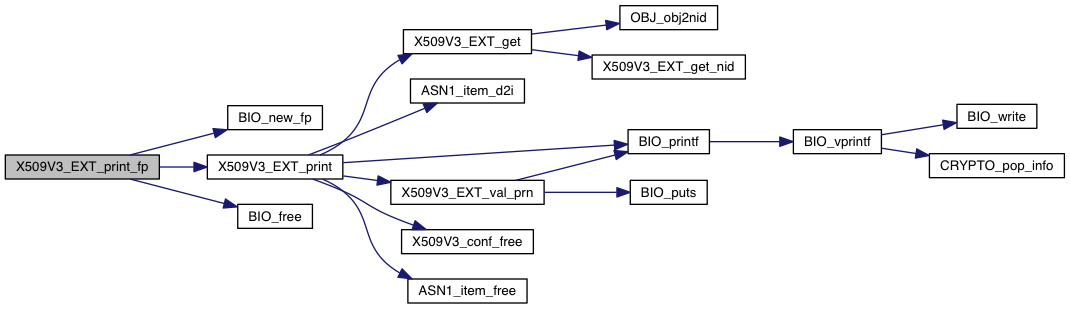 X509V3_EXT_print_fp
BIO_new_fp
X509V3_EXT_print
BIO_free
X509V3_EXT_get
ASN1_item_d2i
X509V3_EXT_val_prn
X509V3_conf_free
ASN1_item_free
OBJ_obj2nid
X509V3_EXT_get_nid
BIO_printf
BIO_puts
BIO_vprintf
BIO_write
CRYPTO_pop_info